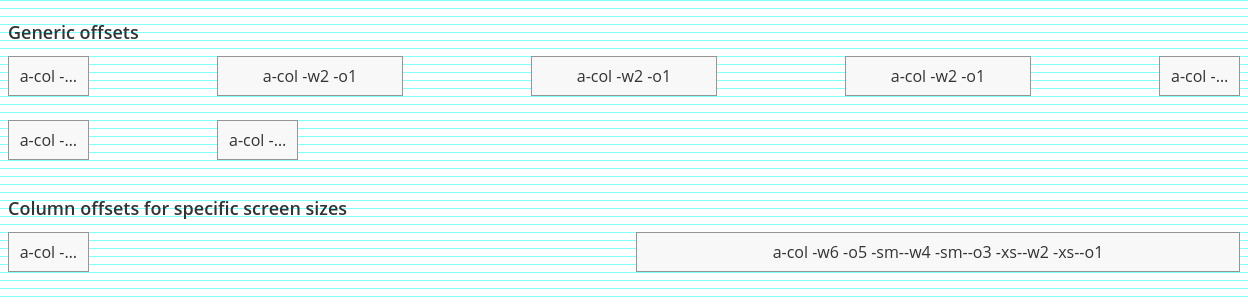 Generic offsets
a-col -... a-col -w2 -o1 a-col -w2 -o1 a-col -w2 -o1 a-col -...
a-col -... a-col -...
Column offsets for specific screen sizes
a-col -... a-col -w6 -o5 -sm--w4 -sm--o3 -xs--w2 -xs--o1